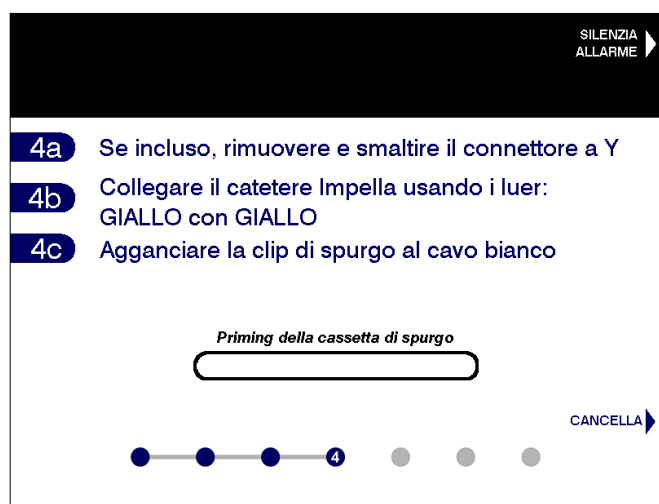 SILENZIA
ALLARME
4a Se incluso, rimuovere e smaltire il connettore a Y
4b Collegare il catetere Impella usando i luer:
GIALLO con GIALLO
4c Agganciare la clip di spurgo al cavo bianco
Priming della cassetta di spurgo
CANCELLA
4